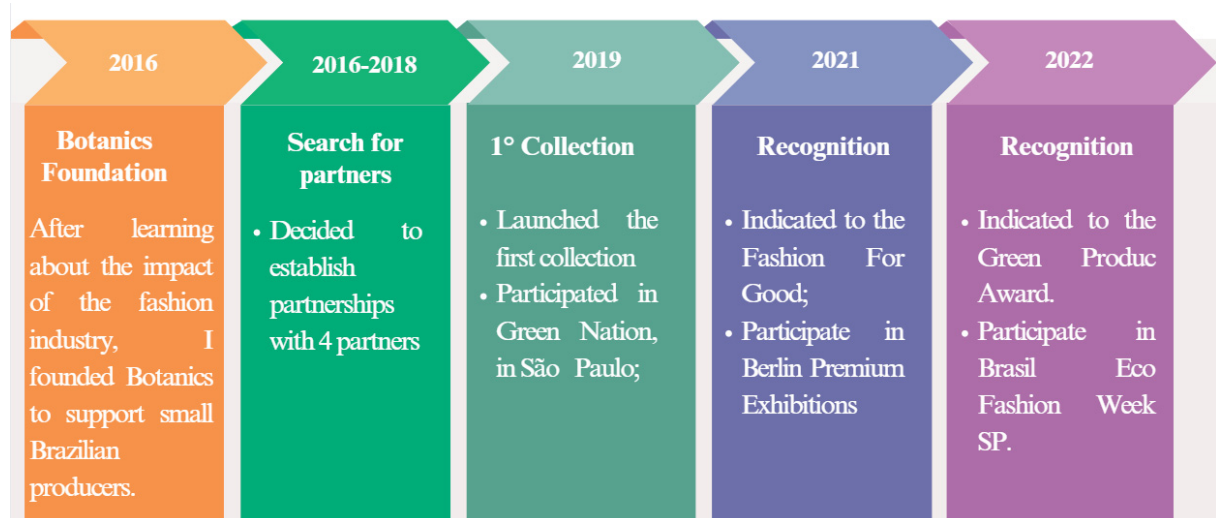 2016
Botanics
Foundation
After learning
about the impact
of the fashion
industry, I
founded Botanics
to support small
Brazilian
producers.
2016-2018
Search for
partners
• Decided to
establish
partnerships
with 4 partners
2019
1° Collection
• Launched the
first collection
• Participated in
Green Nation,
in São Paulo;
2021
Recognition
• Indicated to the
Fashion For
Good;
• Participate in
Berlin Premium
Exhibitions
2022
Recognition
• Indicated to the
Green Produc
Award.
• Participate in
Brasil Eco
Fashion Week
SP.